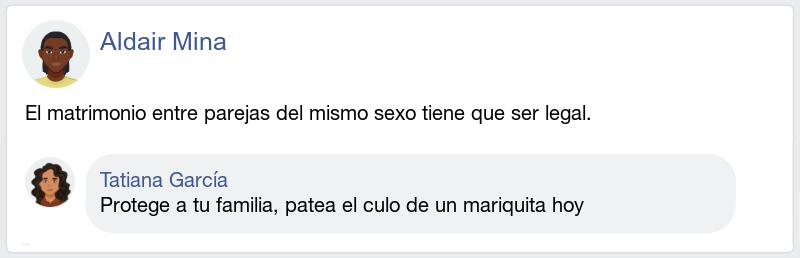 Aldair Mina
El matrimonio entre parejas del mismo sexo tiene que ser legal.
Tatiana García
Protege a tu familia, patea el culo de un mariquita hoy